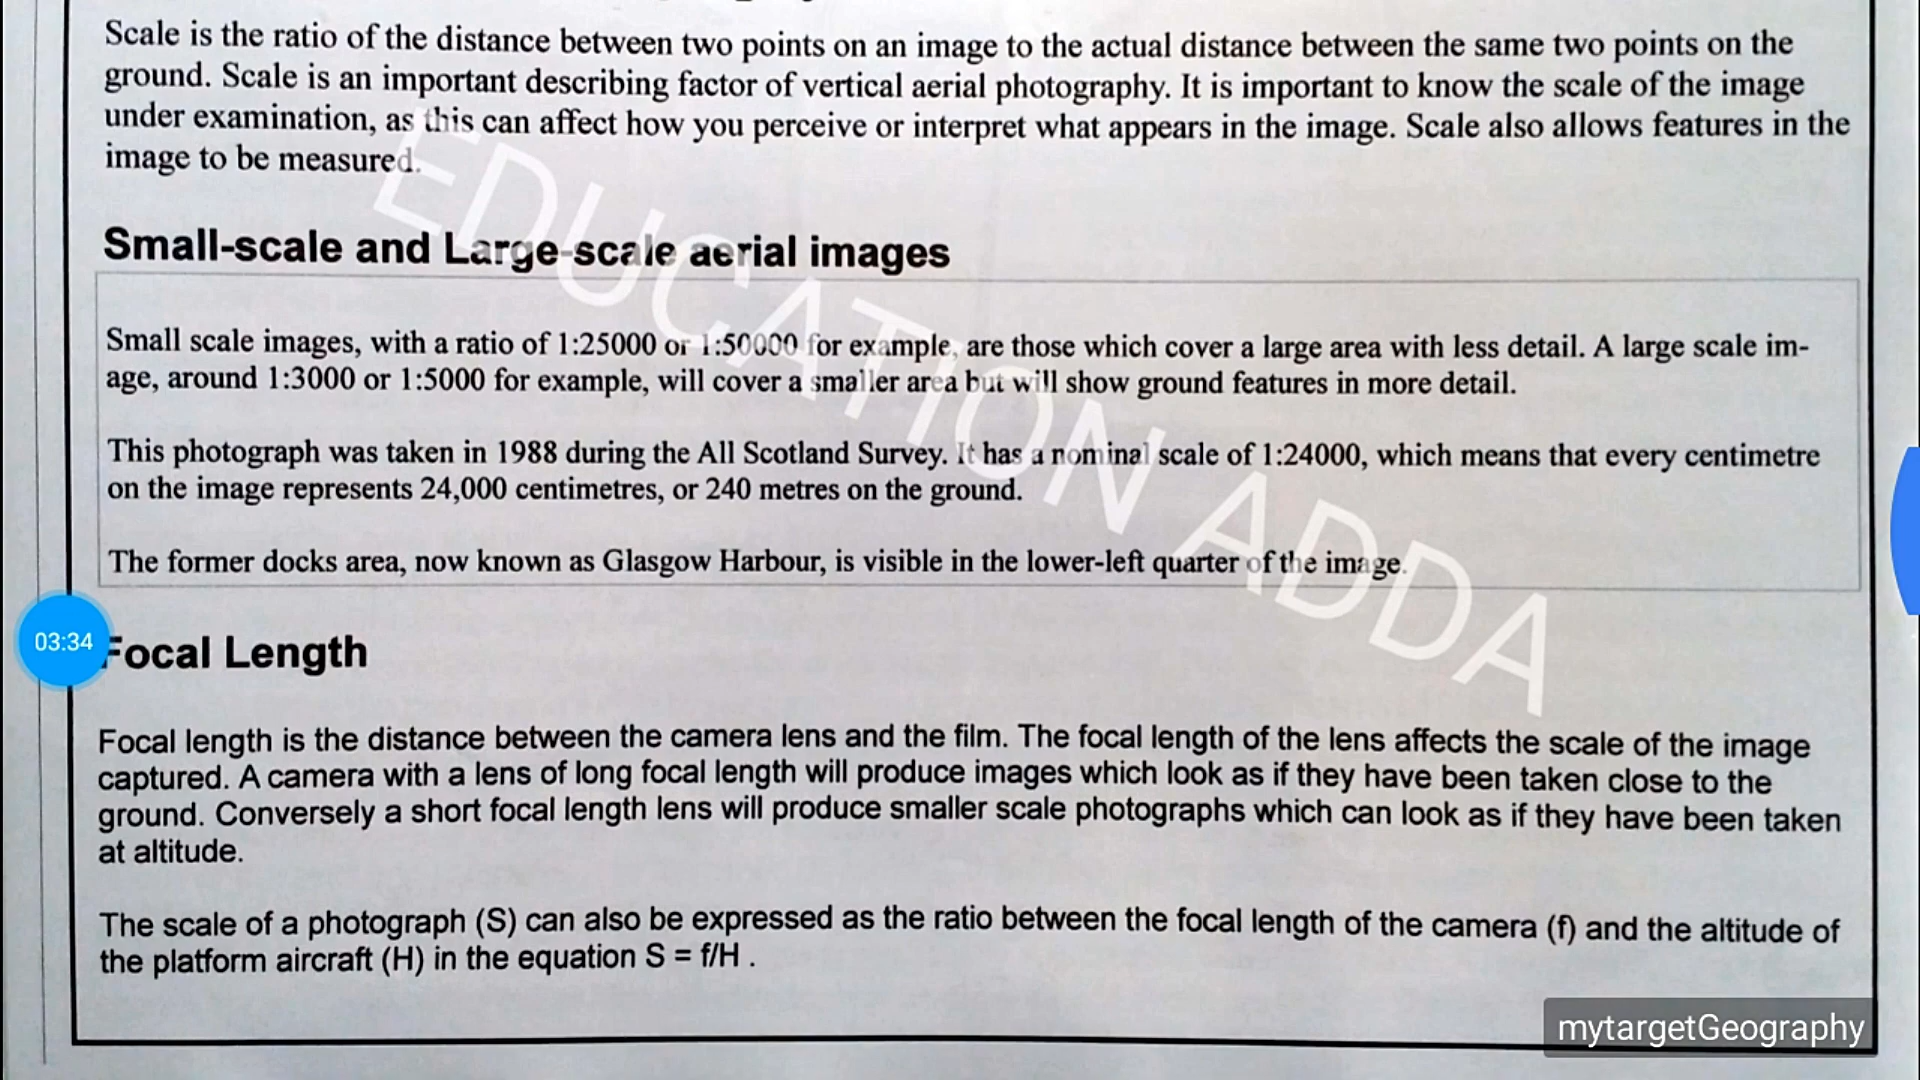 Scale is the ratio of the distance between two points on an image to the actual distance between the same two points on the
ground. Scale is an important describing factor of vertical aerial photography. It is important to know the scale of the image
under examination, as this can affect how you perceive or interpret what appears in the image. Scale also allows features in the
image to be measured.
Small-scale and Large-scale aerial images
Small scale images, with a ratio of 1:25000 or 1:50000 for example, are those which cover a large area with less detail. A large scale im-
age, around 1:3000 or 1:5000 for example, will cover a smaller area but will show ground features in more detail.
This photograph was taken in 1988 during the All Scotland Survey. It has a nominal scale of 1:24000, which means that every centimetre
on the image represents 24,000 centimetres, or 240 metres on the ground.
The former docks area, now known as Glasgow Harbour, is visible in the lower-left quarter of the image.
EDUCATION ADDA
03:34
Focal Length
Focal length is the distance between the camera lens and the film. The focal length of the lens affects the scale of the image
captured. A camera with a lens of long focal length will produce images which look as if they have been taken close to the
ground. Conversely a short focal length lens will produce smaller scale photographs which can look as if they have been taken
at altitude.
The scale of a photograph (S) can also be expressed as the ratio between the focal length of the camera (f) and the altitude of
the platform aircraft (H) in the equation S = f/H .
mytargetGeography